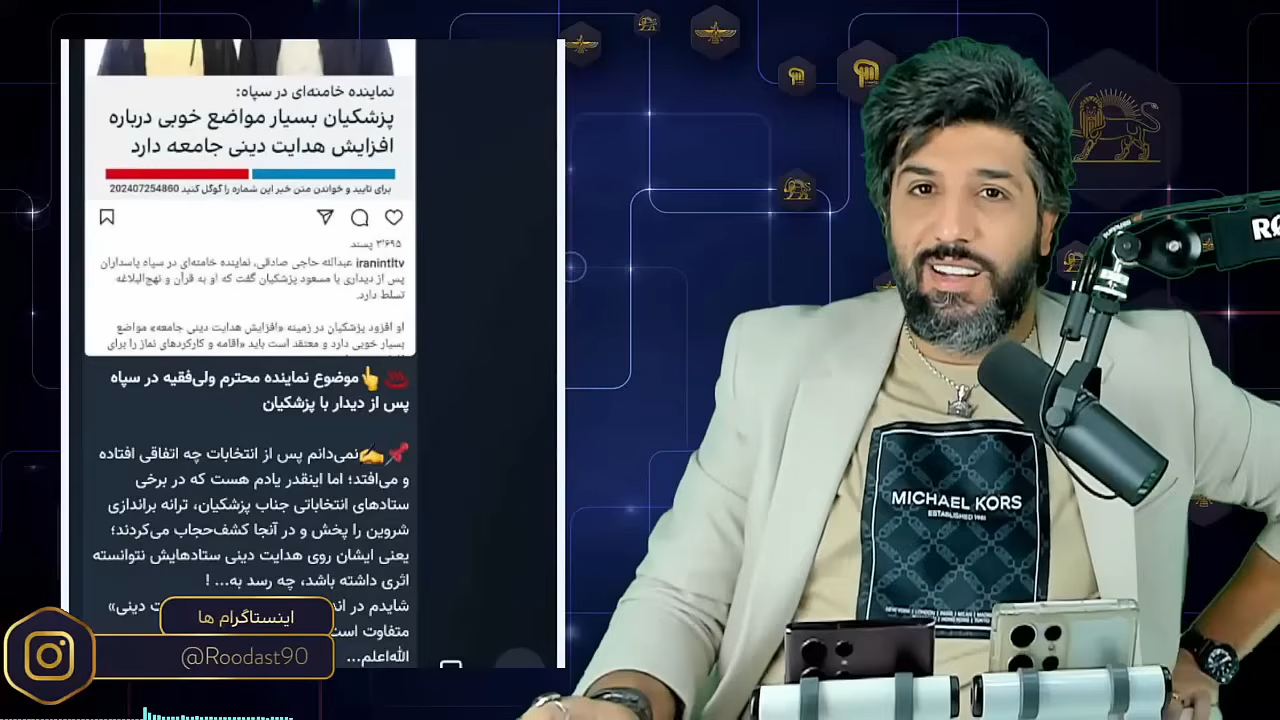 نماینده خامنه‌ای در سپاه:
پزشکیان بسیار مواضع خوبی درباره
افزایش هدایت دینی جامعه دارد
برای تایید و خواندن متن خبر این شماره را گوگل کنید 202407254860
۳٬۶۹۵ پسند
iranintltv عبدالله حاجی صادقی، نماینده خامنه‌ای در سپاه پاسداران
پس از دیداری با مسعود پزشکیان گفت که او به قرآن و نهج‌البلاغه
تسلط دارد.
او افزود پزشکیان در زمینه «افزایش هدایت دینی جامعه» مواضع
بسیار خوبی دارد و معتقد است باید «اقامه و کارکردهای نماز را برای
موضوع نماینده محترم ولی‌فقیه در سپاه
پس از دیدار با پزشکیان
نمی‌دانم پس از انتخابات چه اتفاقی افتاده
و می‌افتد؛ اما اینقدر یادم هست که در برخی
ستادهای انتخاباتی جناب پزشکیان، ترانه براندازی
شروین را پخش و در آنجا کشف‌حجاب می‌کردند؛
یعنی ایشان روی هدایت دینی ستادهایش نتوانسته
اثری داشته باشد، چه رسد به... !
شایدم در
ت دینی»
متفاوت است
الله‌اعلم...
اینستاگرام ها
@Roodast90
MICHAEL KORS
ESTABLISHED 1981
RØ